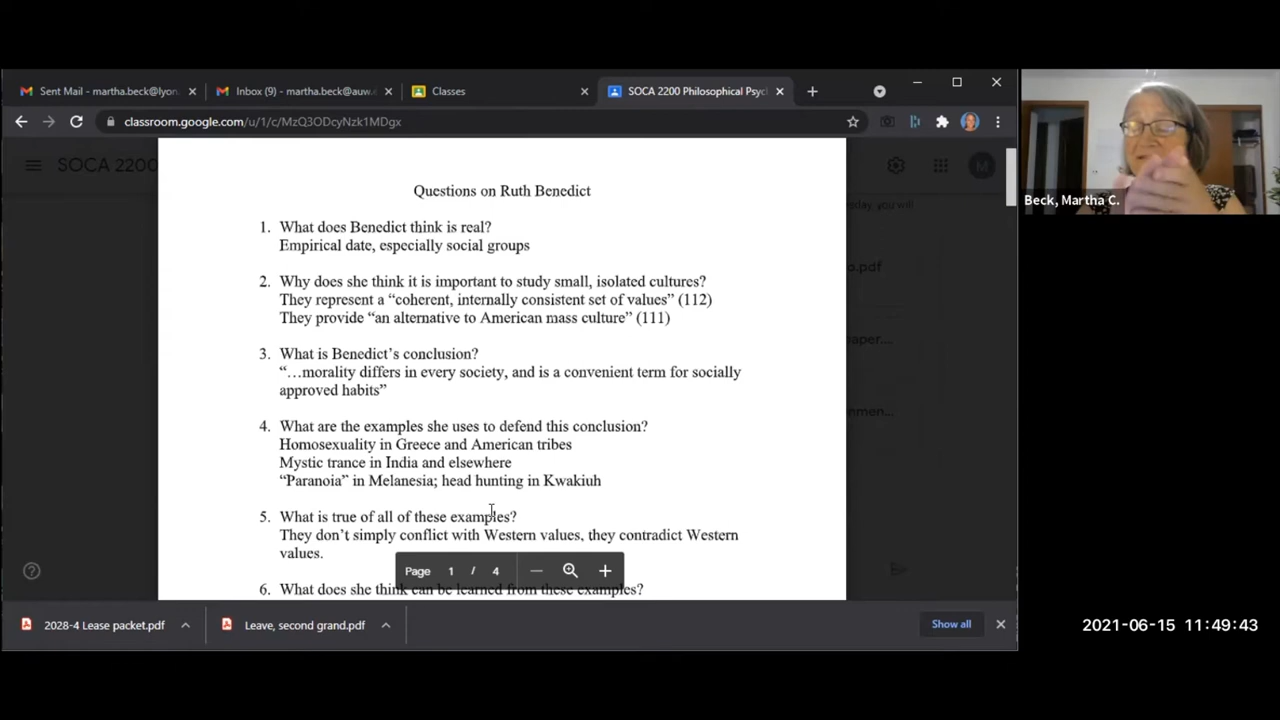 Sent Mail - martha.beck@lyon
Inbox (9) - martha.beck@auw.
Classes
SOCA 2200 Philosophical Psyc
classroom.google.com/u/1/c/MzQ3ODcyNzk1MDgx
SOCA 2200
M
Beck, Martha C.
esday, you will
o.pdf
aper...
nmen...
Questions on Ruth Benedict
1. What does Benedict think is real?
Empirical date, especially social groups
2. Why does she think it is important to study small, isolated cultures?
They represent a “coherent, internally consistent set of values” (112)
They provide “an alternative to American mass culture” (111)
3. What is Benedict’s conclusion?
“…morality differs in every society, and is a convenient term for socially
approved habits”
4. What are the examples she uses to defend this conclusion?
Homosexuality in Greece and American tribes
Mystic trance in India and elsewhere
“Paranoia” in Melanesia; head hunting in Kwakiuh
5. What is true of all of these examples?
They don’t simply conflict with Western values, they contradict Western
values.
6. What does she think can be learned from these examples?
Page 1 / 4
2028-4 Lease packet.pdf
Leave, second grand.pdf
Show all
2021-06-15 11:49:43